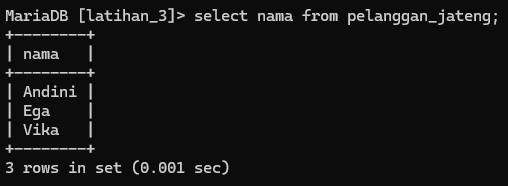 MariaDB [latihan_3]> select nama from pelanggan_jateng;
+--------+
| nama   |
+--------+
| Andini |
| Ega    |
| Vika   |
+--------+
3 rows in set (0.001 sec)